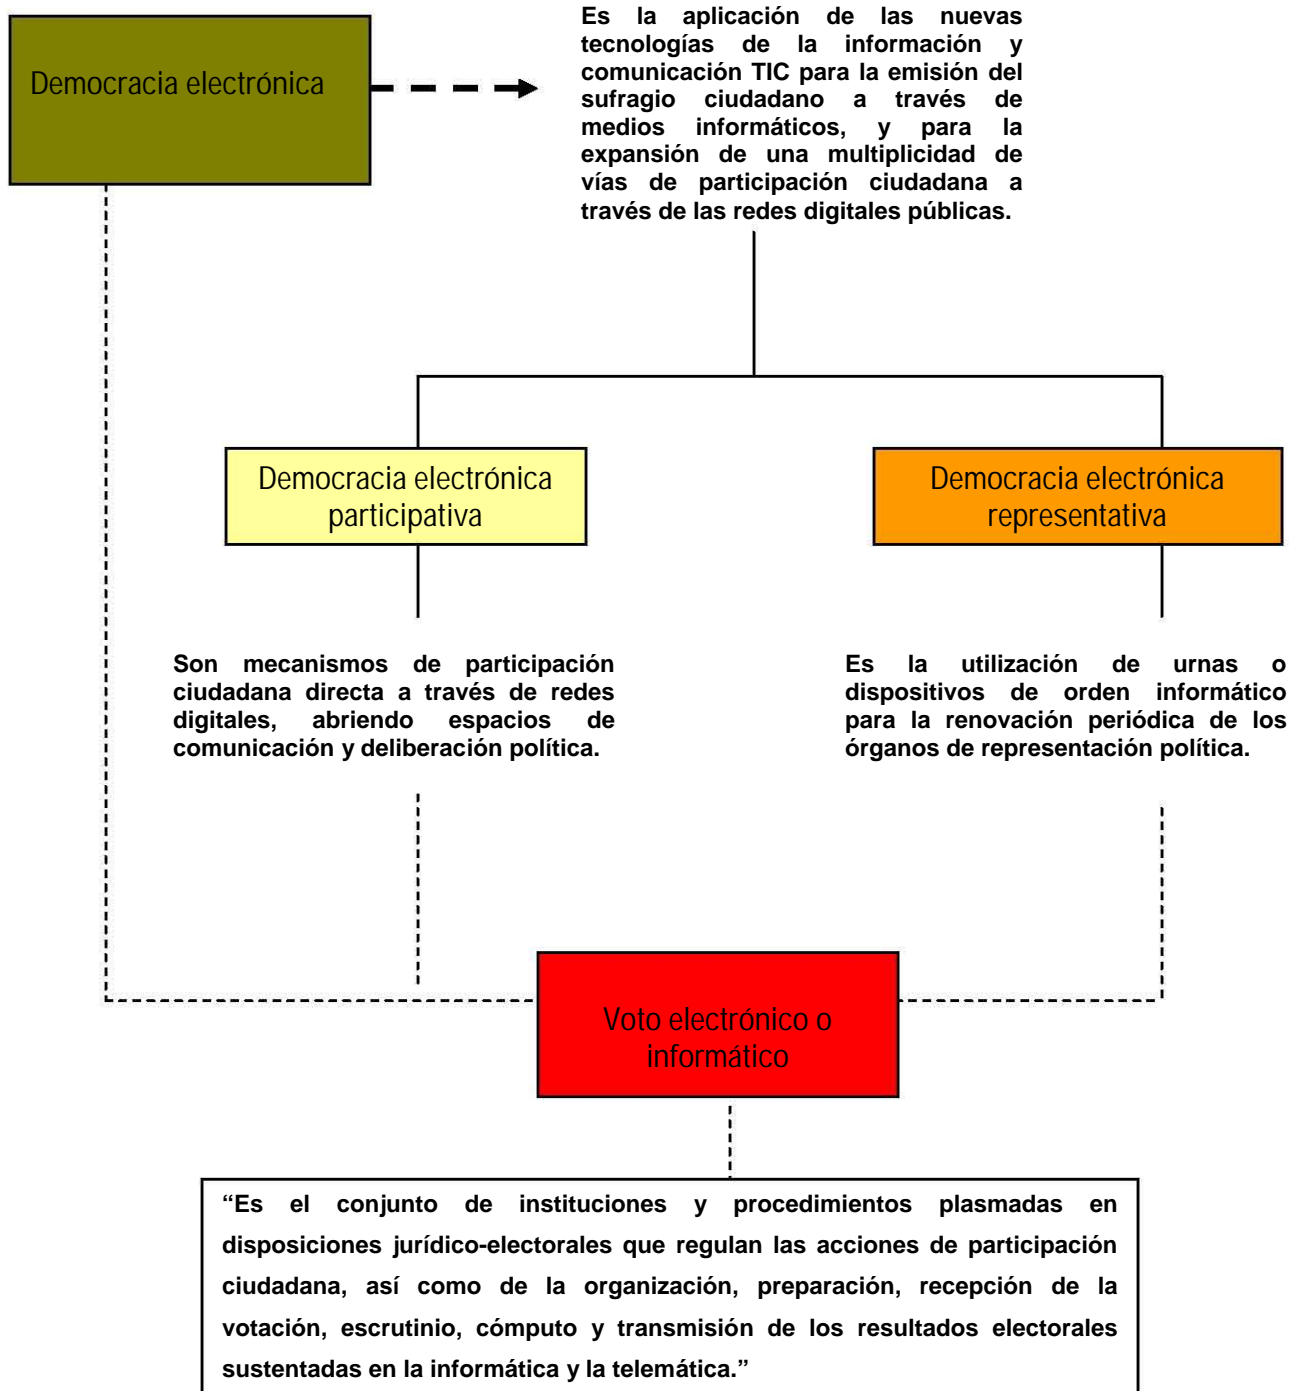 Democracia electrónica
Es la aplicación de las nuevas
tecnologías de la información y
comunicación TIC para la emisión del
sufragio ciudadano a través de
medios informáticos, y para la
expansión de una multiplicidad de
vías de participación ciudadana a
través de las redes digitales públicas.
Democracia electrónica
participativa
Democracia electrónica
representativa
Son mecanismos de participación
ciudadana directa a través de redes
digitales, abriendo espacios de
comunicación y deliberación política.
Es la utilización de urnas o
dispositivos de orden informático
para la renovación periódica de los
órganos de representación política.
Voto electrónico o
informático
“Es el conjunto de instituciones y procedimientos plasmadas en
disposiciones jurídico-electorales que regulan las acciones de participación
ciudadana, así como de la organización, preparación, recepción de la
votación, escrutinio, cómputo y transmisión de los resultados electorales
sustentadas en la informática y la telemática.”